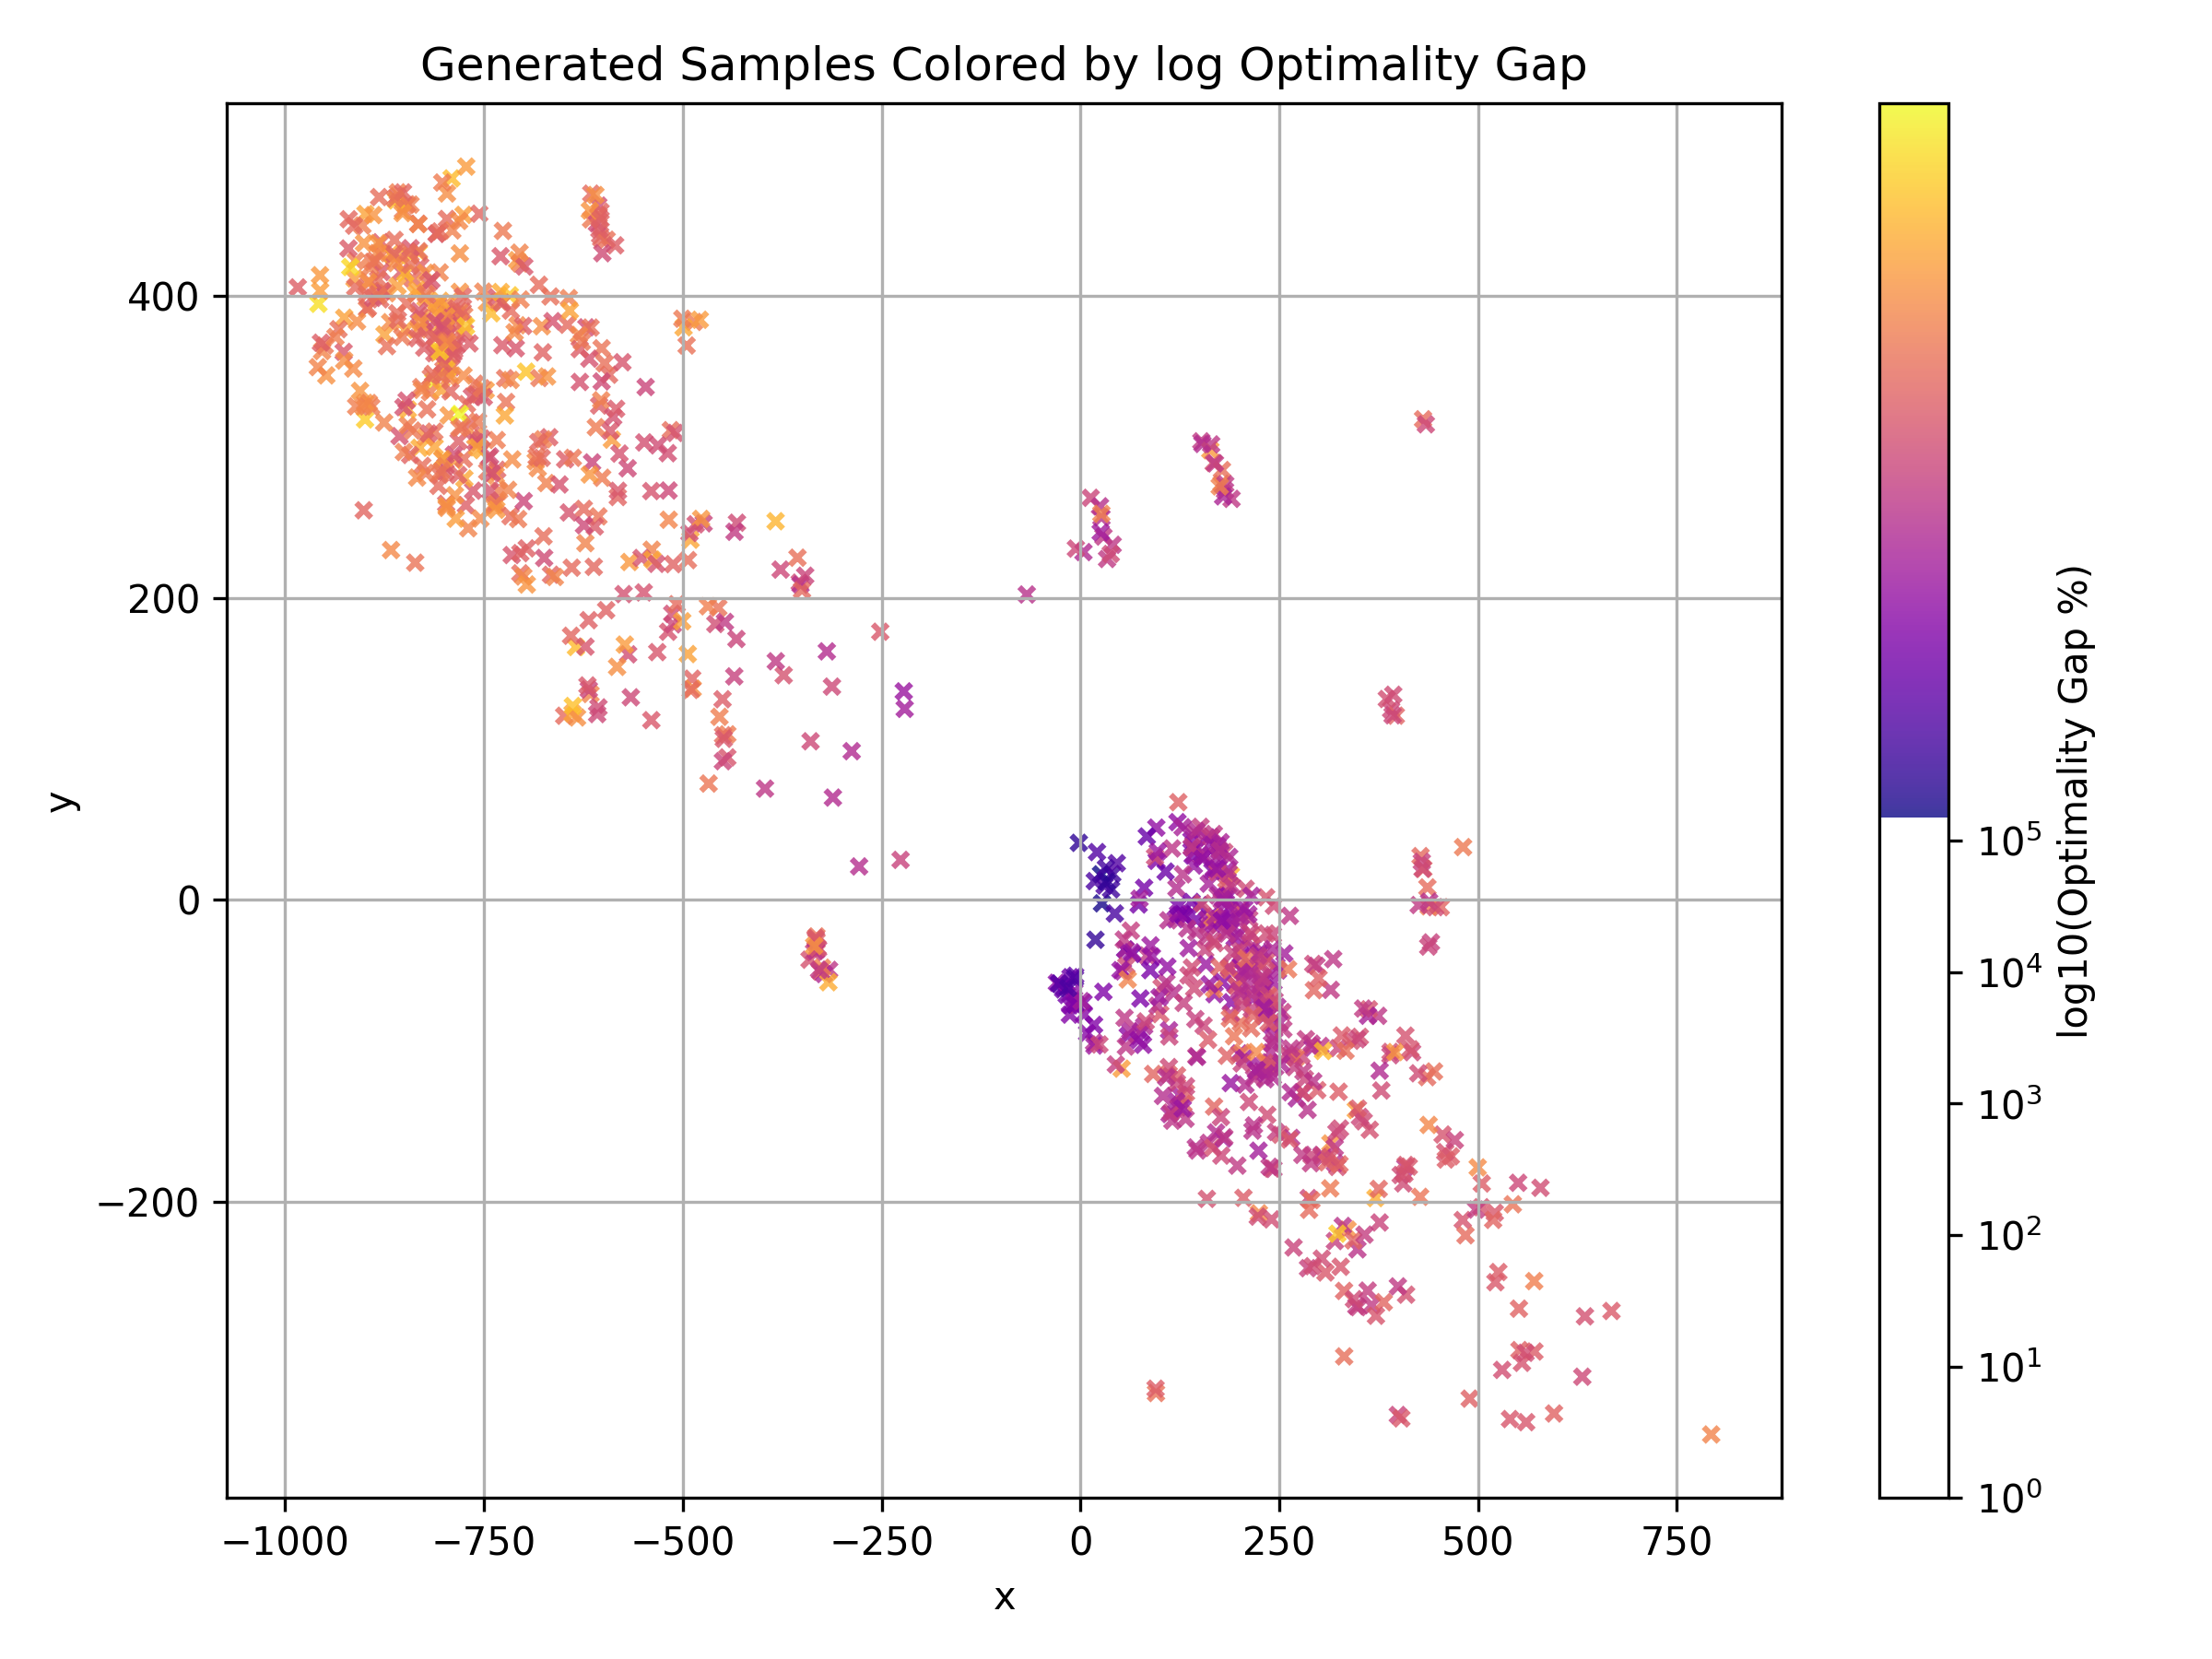 Generated Samples Colored by log Optimality Gap
y
400
200
0
−200
−1000 −750 −500 −250 0 250 500 750
x
10⁵
10⁴
10³
10²
10¹
10⁰
log10(Optimality Gap %)